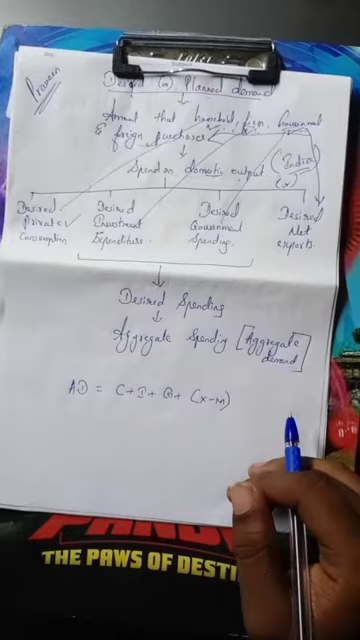 Praveen
Desired (or) Planned demand
Amount that household, firm, Government
& foreign purchases
Spend on domestic output (India)
(x)
Desired Private Consumption
Desired Investment Expenditure.
Desired Government Spending.
Desired Net exports.
Desired Spending
Aggregate Spending [Aggregate demand]
AD = C+I+G+ (X-M)
THE PAWS OF DESTI